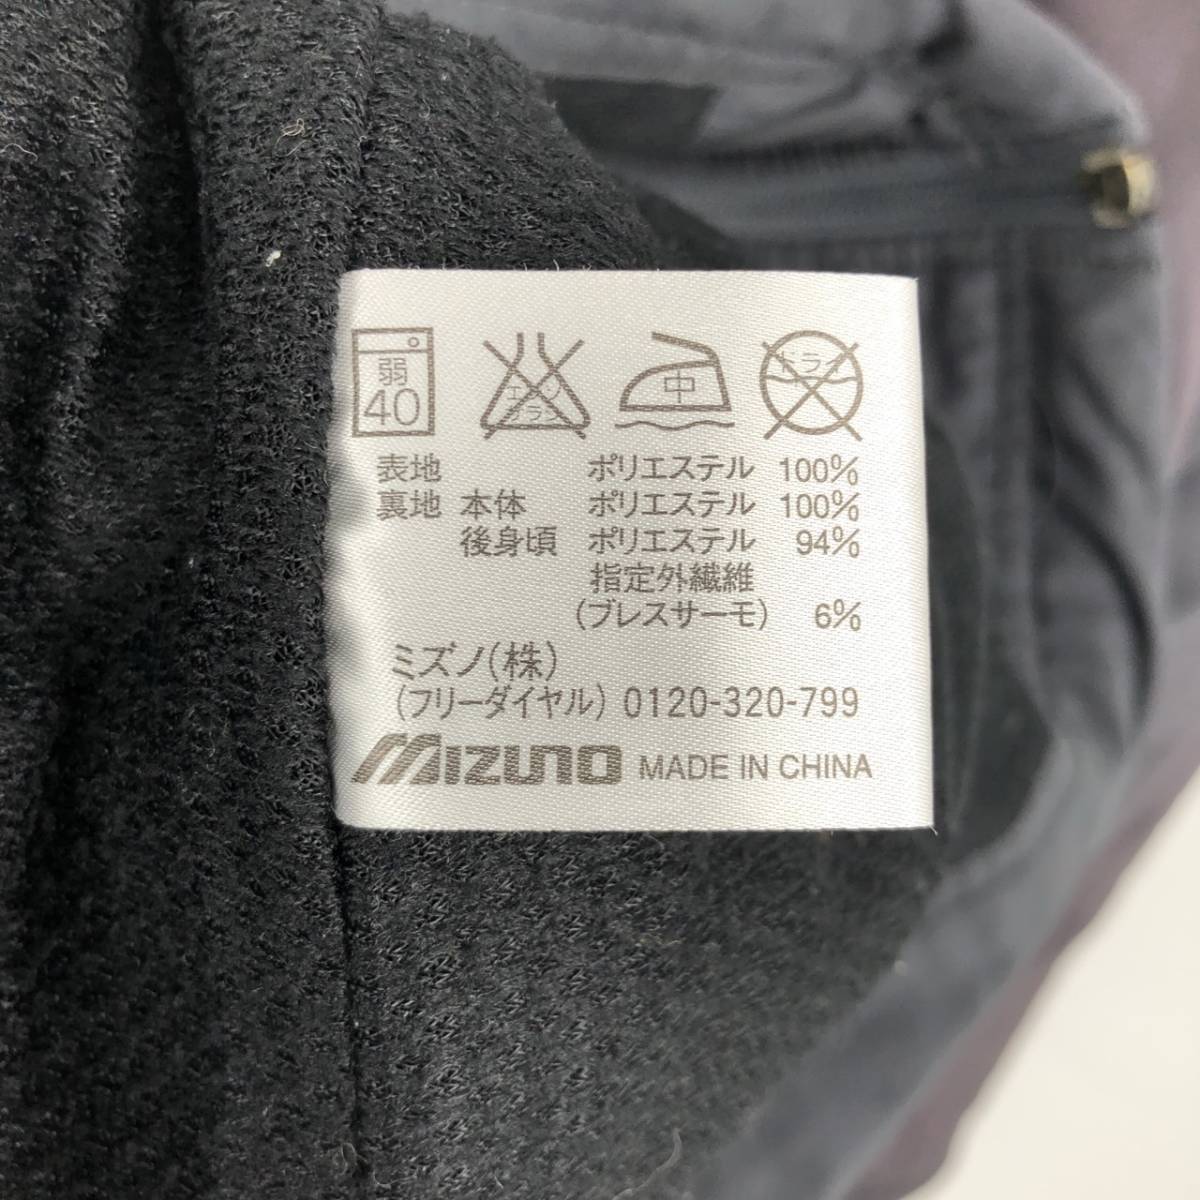 弱 エンソ 中 ドライ
40 サラシ
表地 ポリエステル 100%
裏地 本体 ポリエステル 100%
後身頃 ポリエステル 94%
指定外繊維
(ブレスサーモ) 6%
ミズノ(株)
(フリーダイヤル) 0120-320-799
MIZUNO MADE IN CHINA